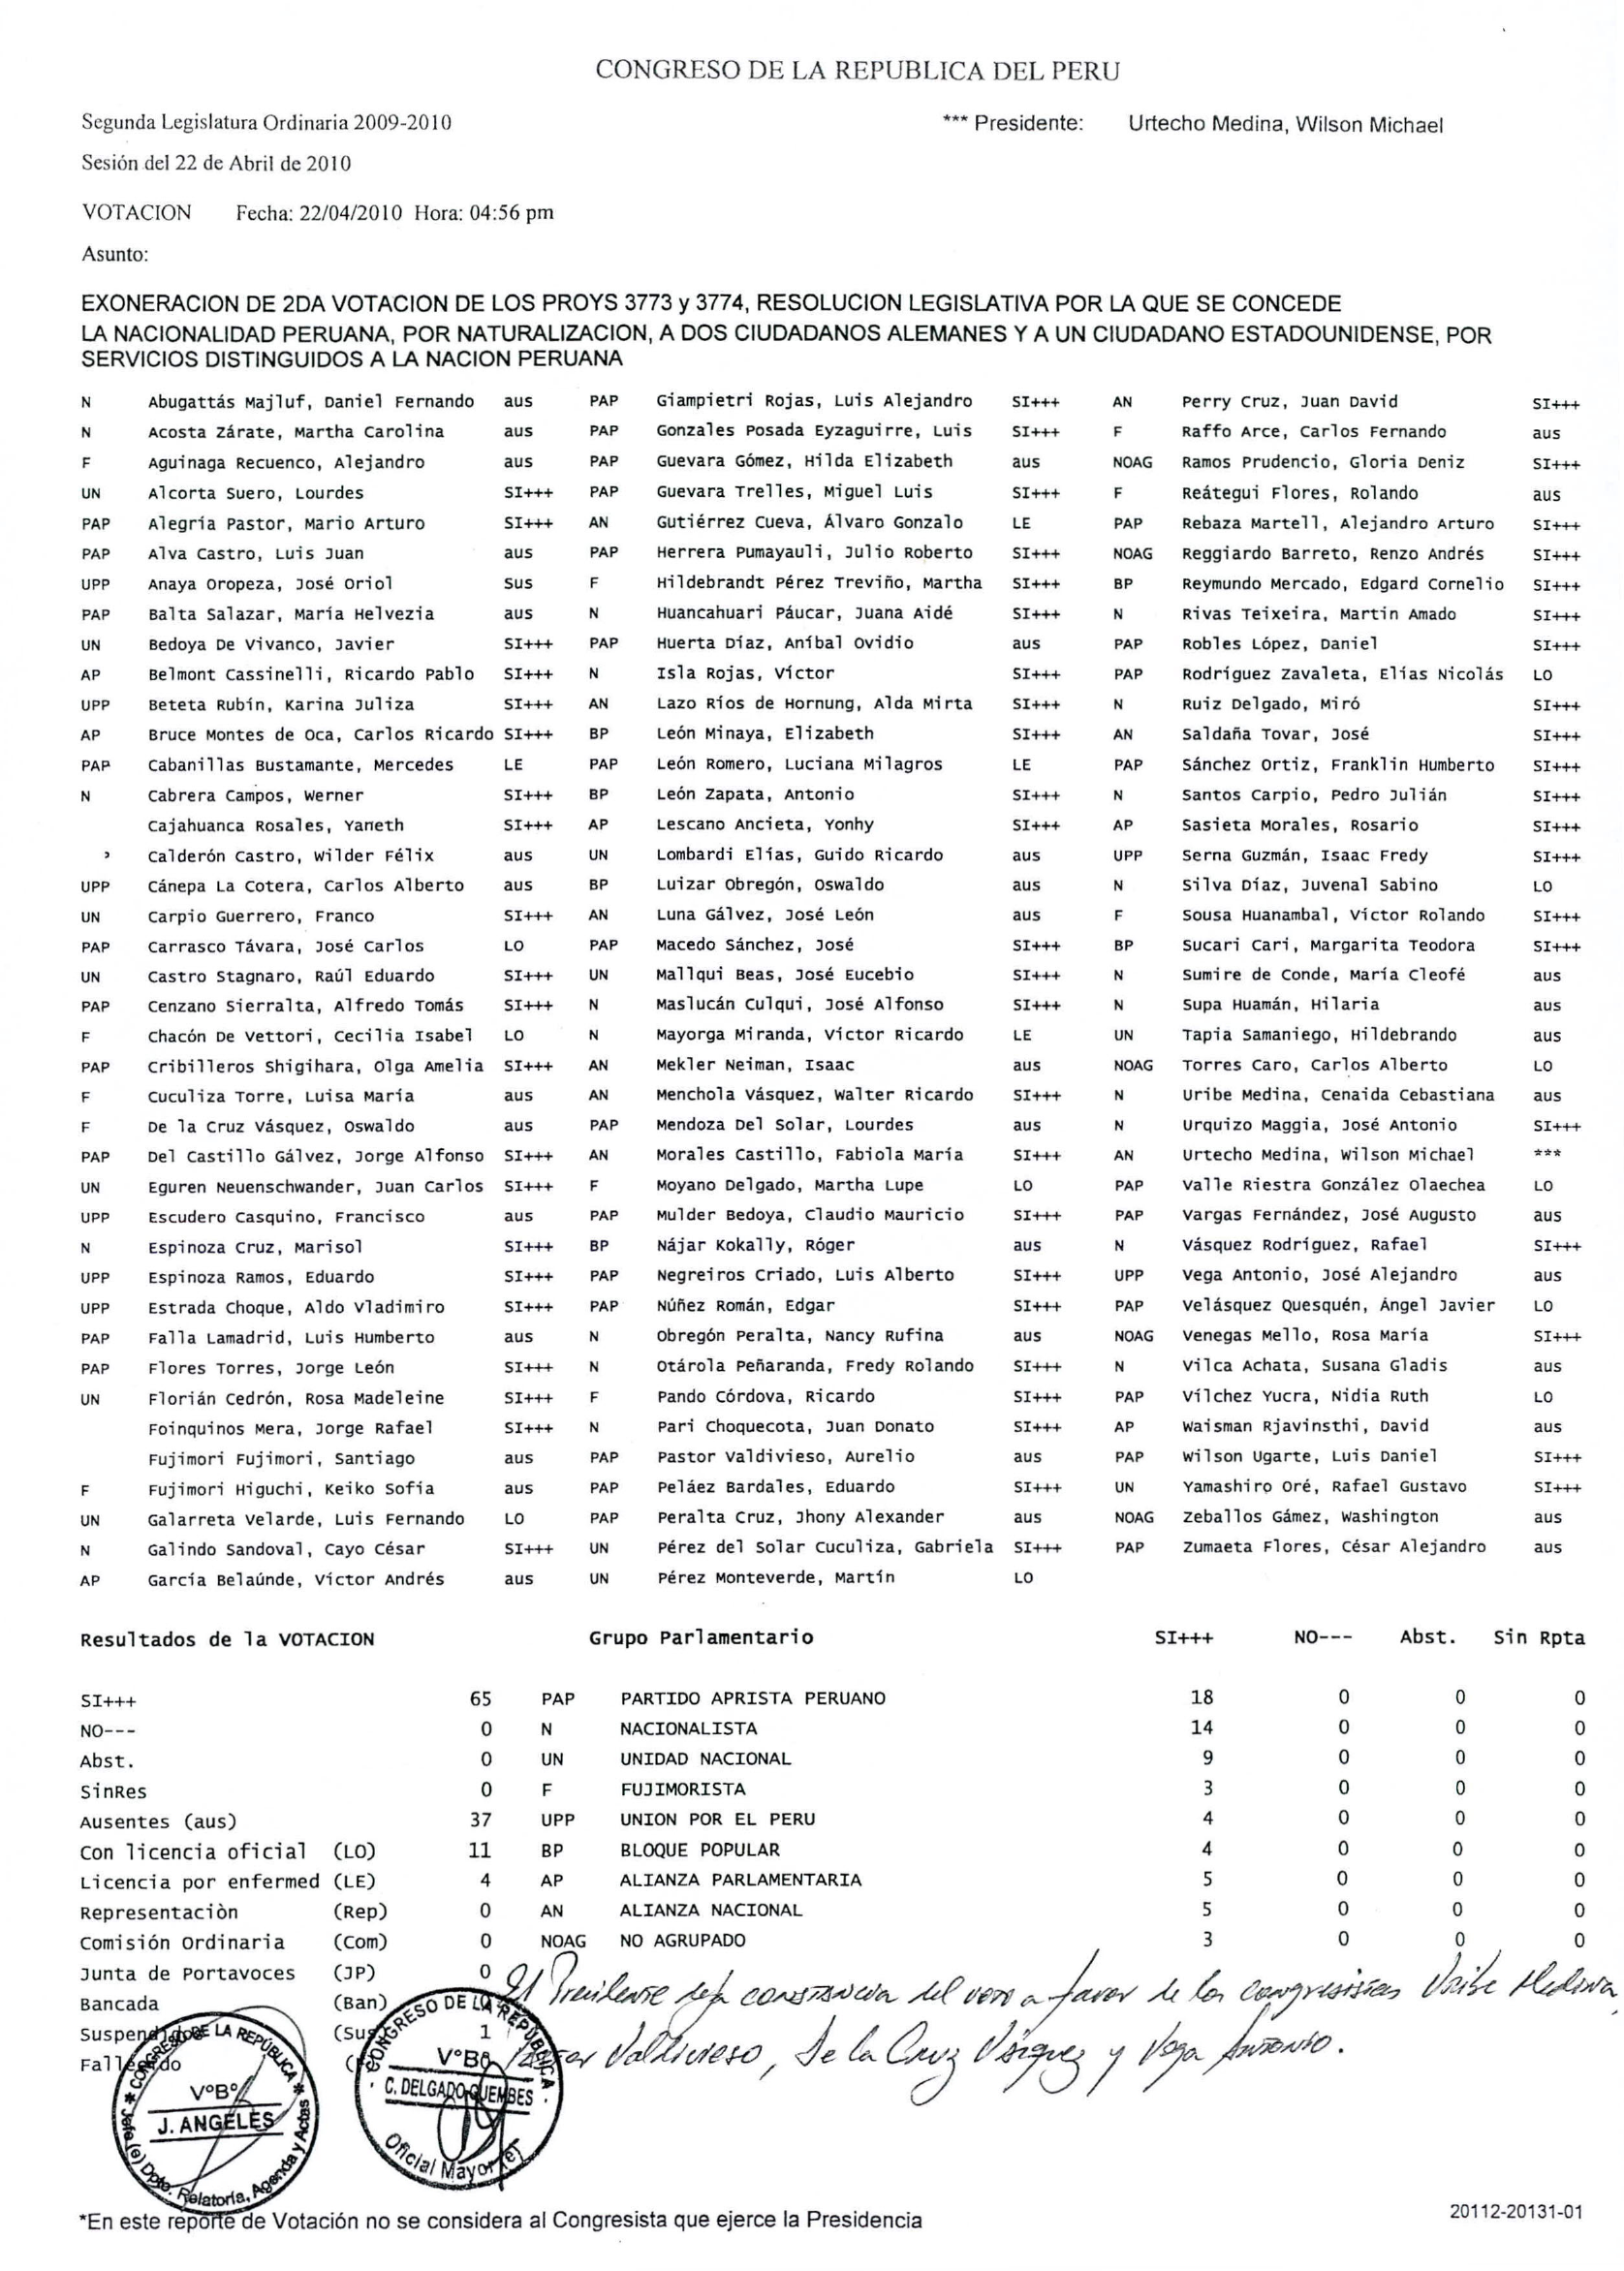 CONGRESO DE LA REPUBLICA DEL PERU
Segunda Legislatura Ordinaria 2009-2010 *** Presidente: Urtecho Medina, Wilson Michael
Sesión del 22 de Abril de 2010
VOTACION Fecha: 22/04/2010 Hora: 04:56 pm
Asunto:
EXONERACION DE 2DA VOTACION DE LOS PROYS 3773 y 3774, RESOLUCION LEGISLATIVA POR LA QUE SE CONCEDE
LA NACIONALIDAD PERUANA, POR NATURALIZACION, A DOS CIUDADANOS ALEMANES Y A UN CIUDADANO ESTADOUNIDENSE, POR
SERVICIOS DISTINGUIDOS A LA NACION PERUANA
N Abugattás Majluf, Daniel Fernando aus PAP Giampietri Rojas, Luis Alejandro SI+++ AN Perry Cruz, Juan David SI+++
N Acosta Zárate, Martha Carolina aus PAP Gonzales Posada Eyzaguirre, Luis SI+++ F Raffo Arce, Carlos Fernando aus
F Aguinaga Recuenco, Alejandro aus PAP Guevara Gómez, Hilda Elizabeth aus NOAG Ramos Prudencio, Gloria Deniz SI+++
UN Alcorta Suero, Lourdes SI+++ PAP Guevara Trelles, Miguel Luis SI+++ F Reátegui Flores, Rolando aus
PAP Alegría Pastor, Mario Arturo SI+++ AN Gutiérrez Cueva, Álvaro Gonzalo LE PAP Rebaza Martell, Alejandro Arturo SI+++
PAP Alva Castro, Luis Juan aus PAP Herrera Pumayauli, Julio Roberto SI+++ NOAG Reggiardo Barreto, Renzo Andrés SI+++
UPP Anaya Oropeza, José Oriol Sus F Hildebrandt Pérez Treviño, Martha SI+++ BP Reymundo Mercado, Edgard Cornelio SI+++
PAP Balta Salazar, María Helvezia aus N Huancahuari Páucar, Juana Aidé SI+++ N Rivas Teixeira, Martin Amado SI+++
UN Bedoya De Vivanco, Javier SI+++ PAP Huerta Díaz, Aníbal Ovidio aus PAP Robles López, Daniel SI+++
AP Belmont Cassinelli, Ricardo Pablo SI+++ N Isla Rojas, Víctor SI+++ PAP Rodríguez Zavaleta, Elías Nicolás LO
UPP Beteta Rubín, Karina Juliza SI+++ AN Lazo Ríos de Hornung, Alda Mirta SI+++ N Ruiz Delgado, Miró SI+++
AP Bruce Montes de Oca, Carlos Ricardo SI+++ BP León Minaya, Elizabeth SI+++ AN Saldaña Tovar, José SI+++
PAP Cabanillas Bustamante, Mercedes LE PAP León Romero, Luciana Milagros LE PAP Sánchez Ortiz, Franklin Humberto SI+++
N Cabrera Campos, Werner SI+++ BP León Zapata, Antonio SI+++ N Santos Carpio, Pedro Julián SI+++
Cajahuanca Rosales, Yaneth SI+++ AP Lescano Ancieta, Yonhy SI+++ AP Sasieta Morales, Rosario SI+++
Calderón Castro, Wilder Félix aus UN Lombardi Elías, Guido Ricardo aus UPP Serna Guzmán, Isaac Fredy SI+++
UPP Cánepa La Cotera, Carlos Alberto aus BP Luizar Obregón, Oswaldo aus N Silva Díaz, Juvenal Sabino LO
UN Carpio Guerrero, Franco SI+++ AN Luna Gálvez, José León aus F Sousa Huanambal, Víctor Rolando SI+++
PAP Carrasco Távara, José Carlos LO PAP Macedo Sánchez, José SI+++ BP Sucari Cari, Margarita Teodora SI+++
UN Castro Stagnaro, Raúl Eduardo SI+++ UN Mallqui Beas, José Eucebio SI+++ N Sumire de Conde, María Cleofé aus
PAP Cenzano Sierralta, Alfredo Tomás SI+++ N Maslucán Culqui, José Alfonso SI+++ N Supa Huamán, Hilaria aus
F Chacón De Vettori, Cecilia Isabel LO N Mayorga Miranda, Víctor Ricardo LE UN Tapia Samaniego, Hildebrando aus
PAP Cribilleros Shigihara, Olga Amelia SI+++ AN Mekler Neiman, Isaac aus NOAG Torres Caro, Carlos Alberto LO
F Cuculiza Torre, Luisa María aus AN Menchola Vásquez, Walter Ricardo SI+++ N Uribe Medina, Cenaida Cebastiana aus
F De la Cruz Vásquez, Oswaldo aus PAP Mendoza Del Solar, Lourdes aus N Urquizo Maggia, José Antonio SI+++
PAP Del Castillo Gálvez, Jorge Alfonso SI+++ AN Morales Castillo, Fabiola María SI+++ AN Urtecho Medina, Wilson Michael ***
UN Eguren Neuenschwander, Juan Carlos SI+++ F Moyano Delgado, Martha Lupe LO PAP Valle Riestra González Olaechea LO
UPP Escudero Casquino, Francisco aus PAP Mulder Bedoya, Claudio Mauricio SI+++ PAP Vargas Fernández, José Augusto aus
N Espinoza Cruz, Marisol SI+++ BP Nájar Kokally, Róger aus N Vásquez Rodríguez, Rafael SI+++
UPP Espinoza Ramos, Eduardo SI+++ PAP Negreiros Criado, Luis Alberto SI+++ UPP Vega Antonio, José Alejandro aus
UPP Estrada Choque, Aldo Vladimiro SI+++ PAP Núñez Román, Edgar SI+++ PAP Velásquez Quesquén, Ángel Javier LO
PAP Falla Lamadrid, Luis Humberto aus N Obregón Peralta, Nancy Rufina aus NOAG Venegas Mello, Rosa María SI+++
PAP Flores Torres, Jorge León SI+++ N Otárola Peñaranda, Fredy Rolando SI+++ N Vilca Achata, Susana Gladis aus
UN Florián Cedrón, Rosa Madeleine SI+++ F Pando Córdova, Ricardo SI+++ PAP Vílchez Yucra, Nidia Ruth LO
Foinquinos Mera, Jorge Rafael SI+++ N Pari Choquecota, Juan Donato SI+++ AP Waisman Rjavinsthi, David aus
Fujimori Fujimori, Santiago aus PAP Pastor Valdivieso, Aurelio aus PAP Wilson Ugarte, Luis Daniel SI+++
F Fujimori Higuchi, Keiko Sofía aus PAP Peláez Bardales, Eduardo SI+++ UN Yamashiro Oré, Rafael Gustavo SI+++
UN Galarreta Velarde, Luis Fernando LO PAP Peralta Cruz, Jhony Alexander aus NOAG Zeballos Gámez, Washington aus
N Galindo Sandoval, Cayo César SI+++ UN Pérez del Solar Cuculiza, Gabriela SI+++ PAP Zumaeta Flores, César Alejandro aus
AP García Belaúnde, Víctor Andrés aus UN Pérez Monteverde, Martín LO
Resultados de la VOTACION Grupo Parlamentario SI+++ NO--- Abst. Sin Rpta
SI+++ 65 PAP PARTIDO APRISTA PERUANO 18 0 0 0
NO--- 0 N NACIONALISTA 14 0 0 0
Abst. 0 UN UNIDAD NACIONAL 9 0 0 0
SinRes 0 F FUJIMORISTA 3 0 0 0
Ausentes (aus) 37 UPP UNION POR EL PERU 4 0 0 0
Con licencia oficial (LO) 11 BP BLOQUE POPULAR 4 0 0 0
Licencia por enfermed (LE) 4 AP ALIANZA PARLAMENTARIA 5 0 0 0
Representaciòn (Rep) 0 AN ALIANZA NACIONAL 5 0 0 0
Comisión Ordinaria (Com) 0 NOAG NO AGRUPADO 3 0 0 0
Junta de Portavoces (JP) 0
El Presidente deja constancia del voto a favor de los congresistas Uribe Medina,
Bancada (Ban)
Suspendidos (Sus 1
Pastor Valdivieso, De la Cruz Vásquez y Vega Antonio.
Fallecido
CONGRESO DE LA REPÚBLICA
VºBº
J. ANGELES
Jefe (e) Dpto. Relatoría, Agenda y Actas
CONGRESO DE LA REPÚBLICA
VºBº
C. DELGADO GUEMBES
Oficial Mayor (e)
*En este reporte de Votación no se considera al Congresista que ejerce la Presidencia
20112-20131-01